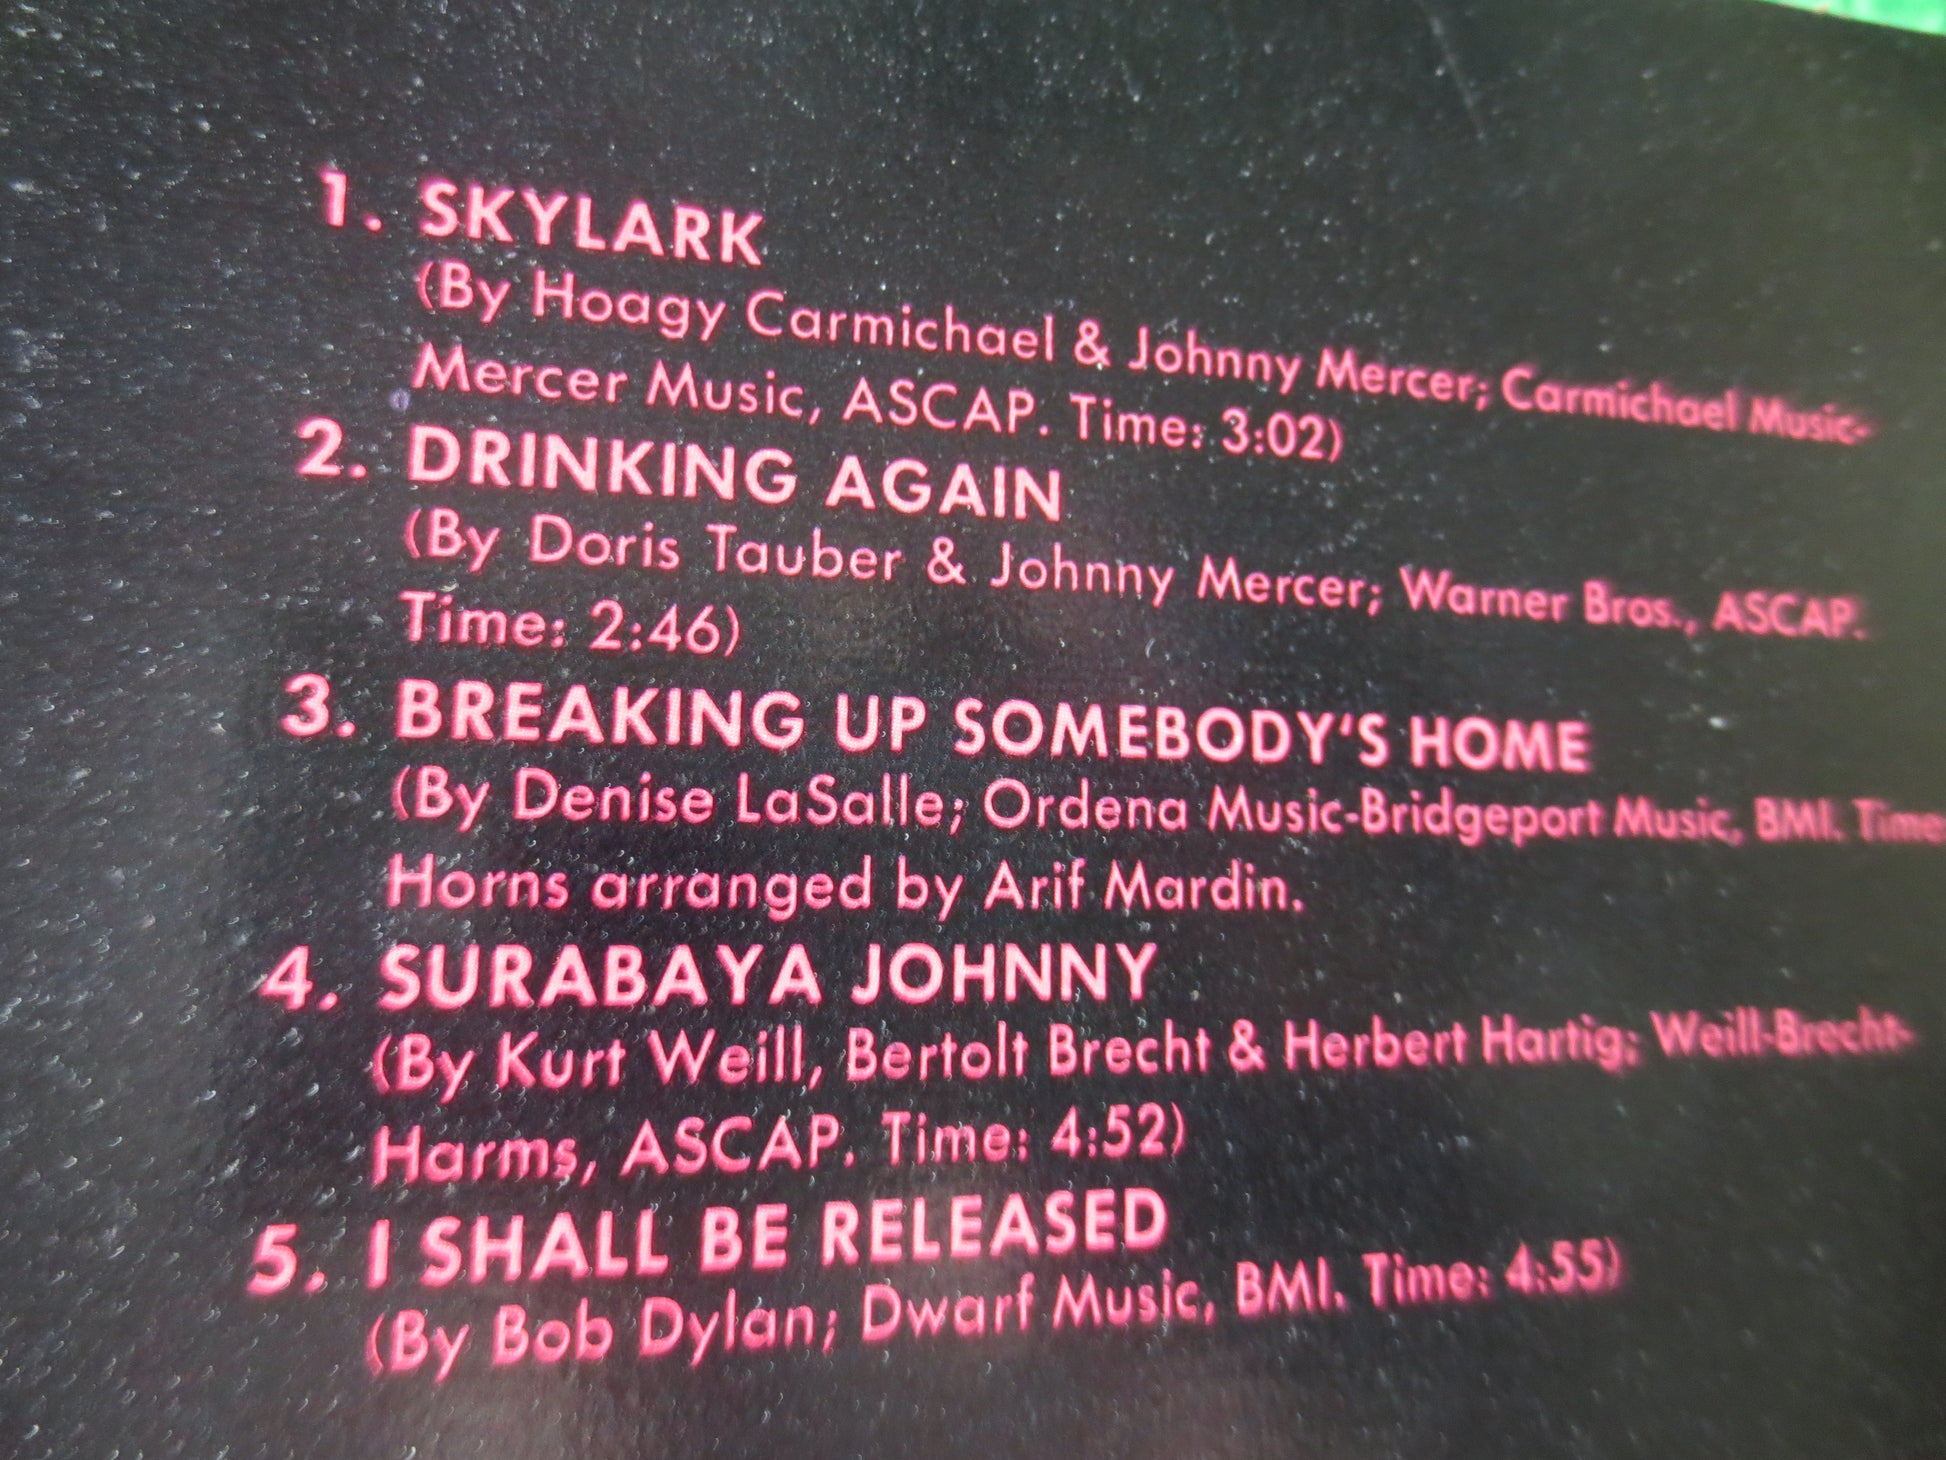 1. SKYLARK
(By Hoagy Carmichael & Johnny Mercer; Carmichael Music-
Mercer Music, ASCAP. Time: 3:02)
2. DRINKING AGAIN
(By Doris Tauber & Johnny Mercer; Warner Bros., ASCAP.
Time: 2:46)
3. BREAKING UP SOMEBODY'S HOME
(By Denise LaSalle; Ordena Music-Bridgeport Music, BMI. Time
Horns arranged by Arif Mardin.
4. SURABAYA JOHNNY
(By Kurt Weill, Bertolt Brecht & Herbert Hartig; Weill-Brecht-
Harms, ASCAP. Time: 4:52)
5. I SHALL BE RELEASED
(By Bob Dylan; Dwarf Music, BMI. Time: 4:55)